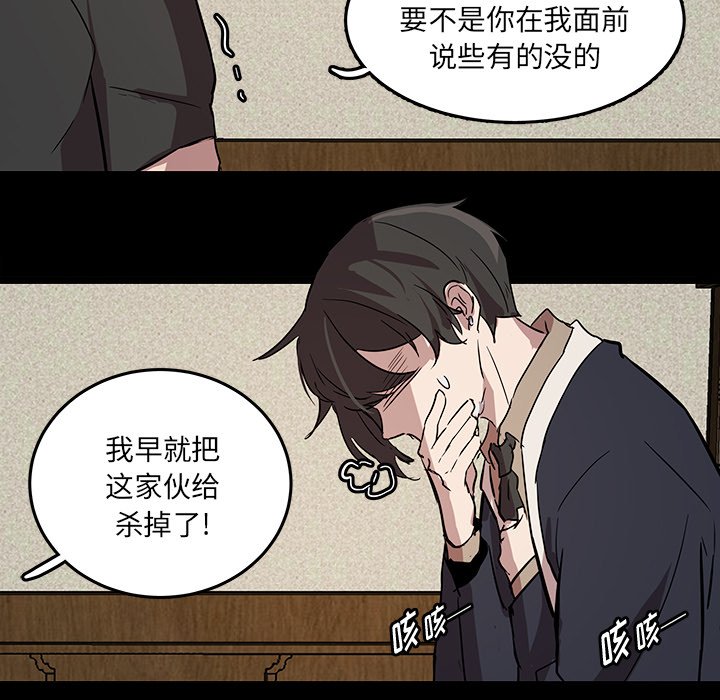 要不是你在我面前
说些有的没的
我早就把
这家伙给
杀掉了!
咳咳—
咳咳—